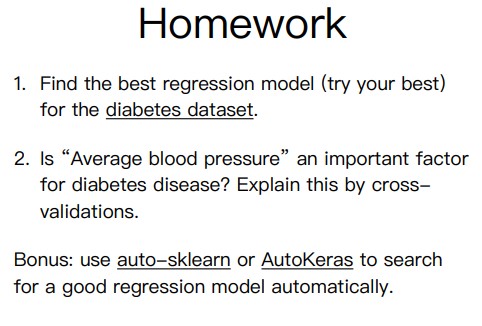 Homework
1. Find the best regression model (try your best)
for the diabetes dataset.
2. Is “Average blood pressure” an important factor
for diabetes disease? Explain this by cross-
validations.
Bonus: use auto-sklearn or AutoKeras to search
for a good regression model automatically.